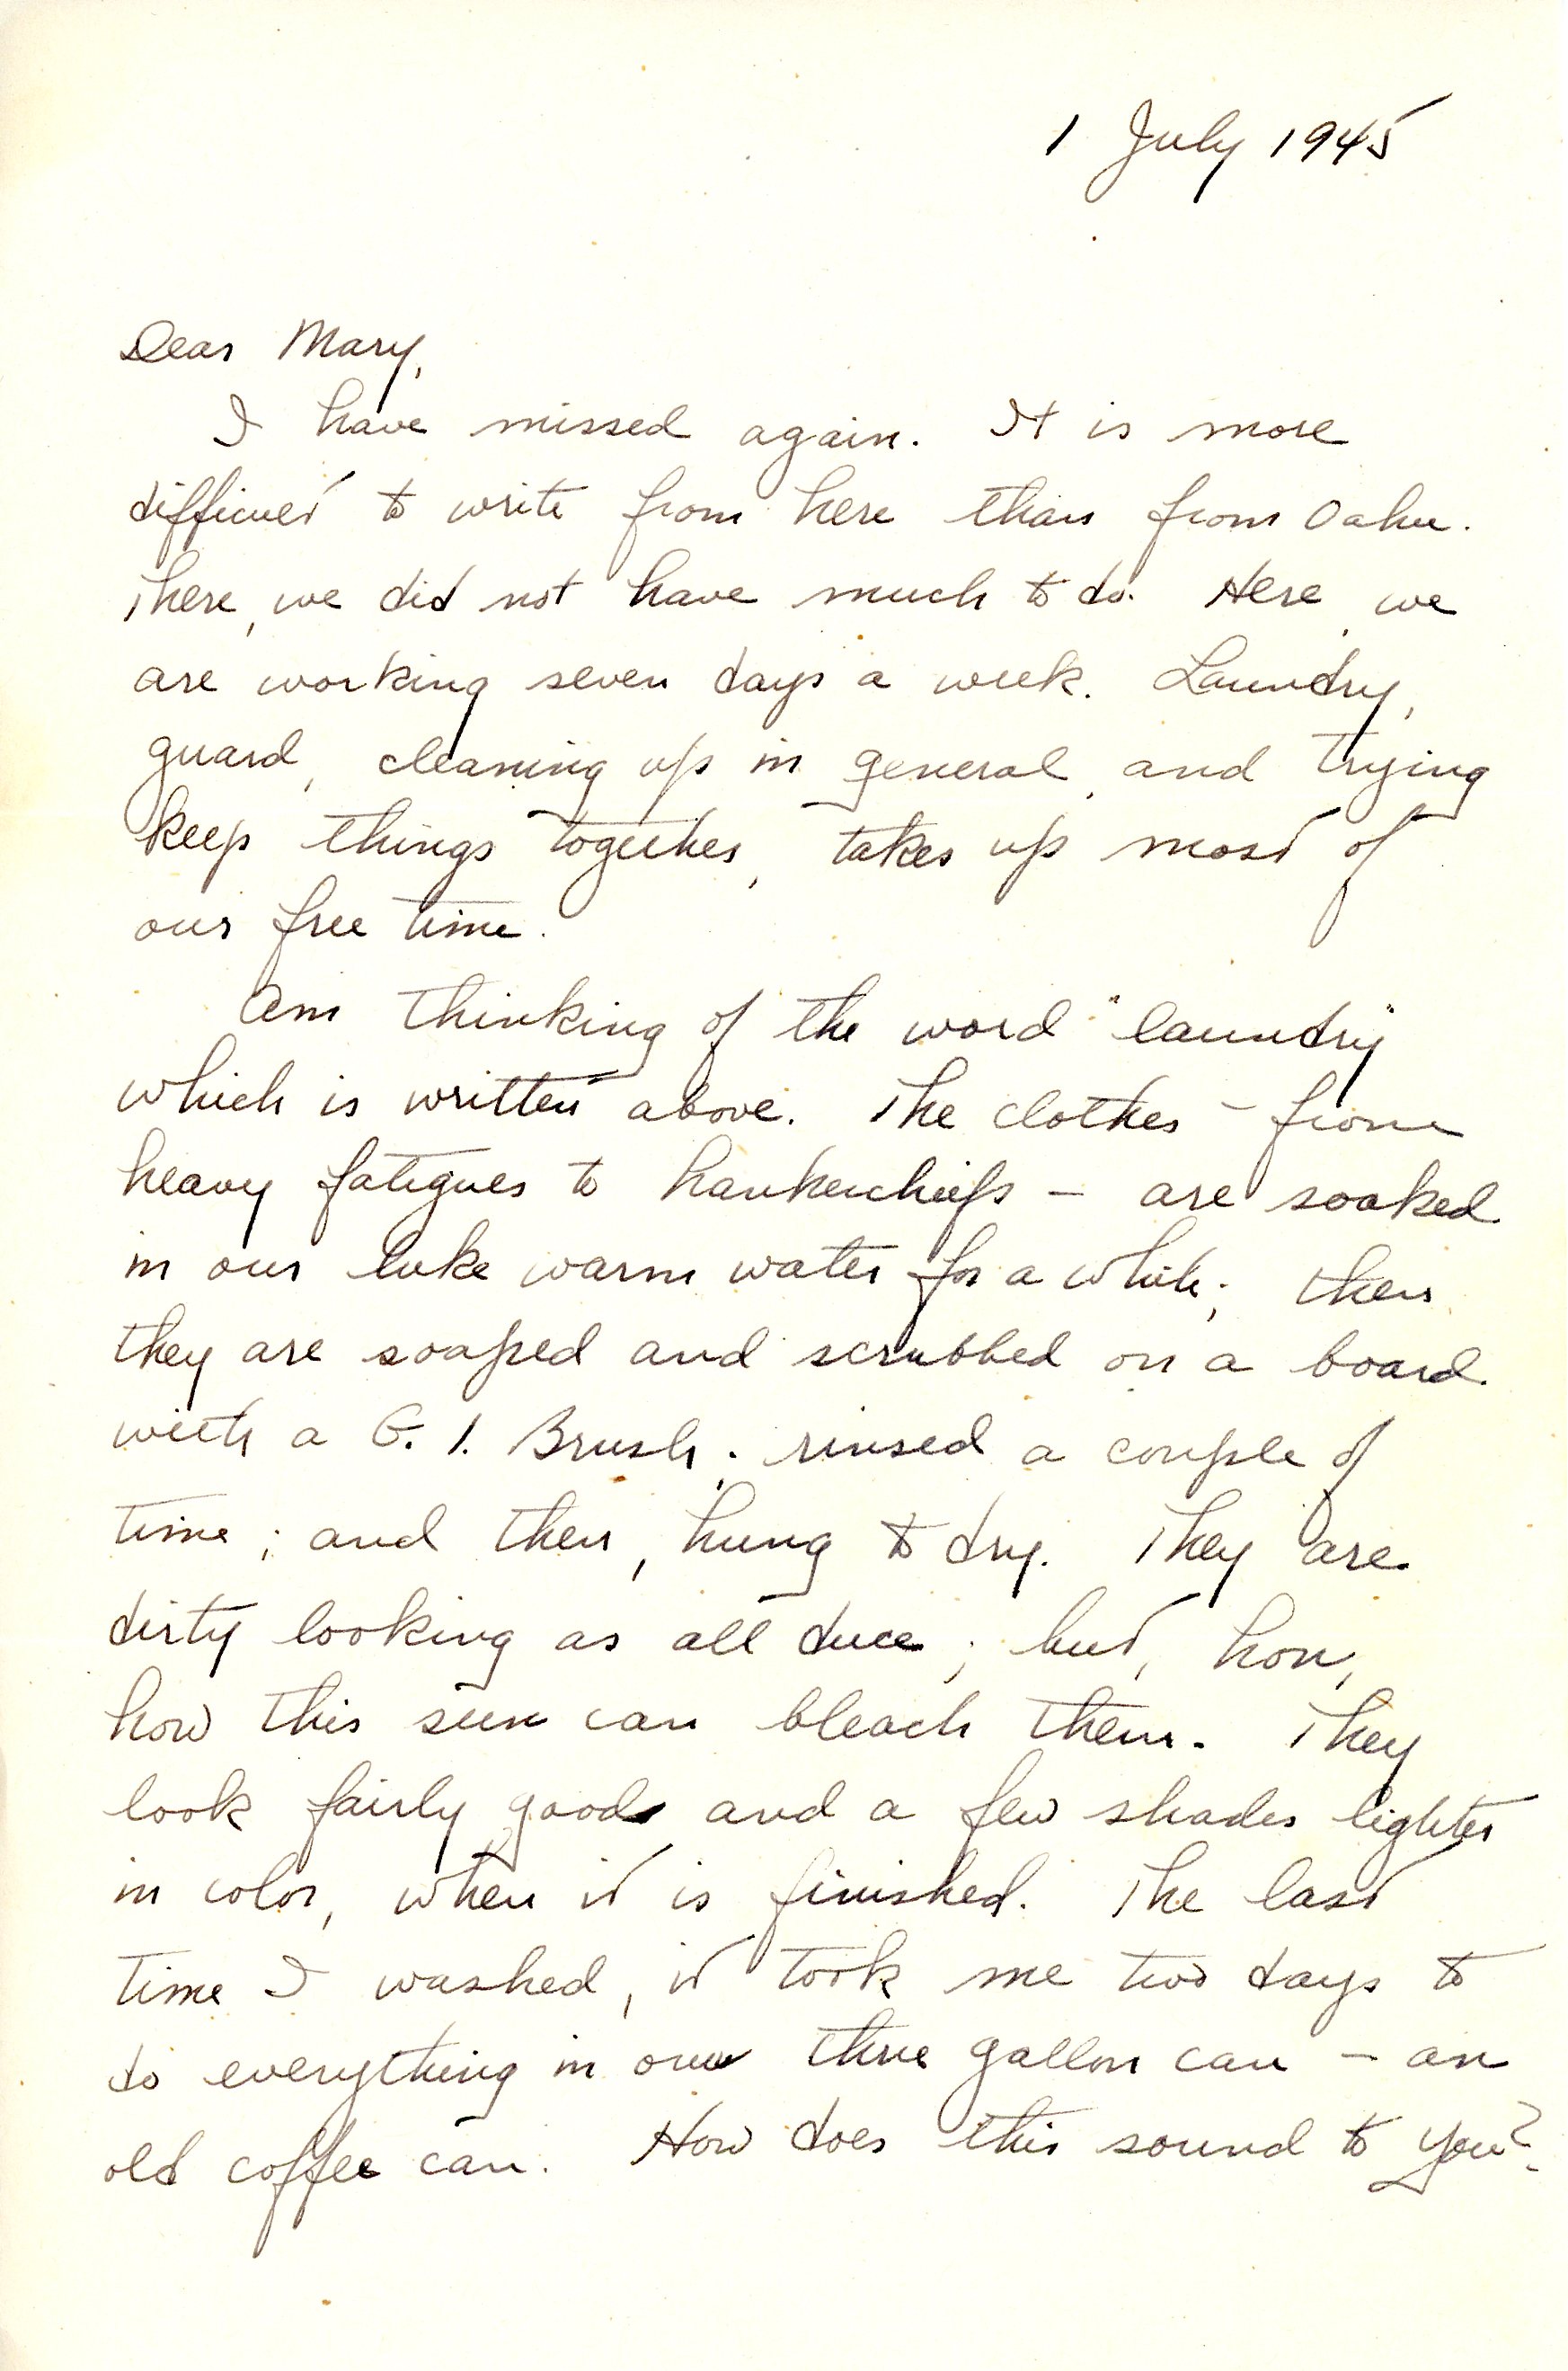 1 July 1945
Dear Mary,
I have missed again. It is more
difficult to write from here than from Oahu.
There, we did not have much to do. Here, we
are working seven days a week. Laundry,
guard, cleaning up in general, and trying
keep things together, takes up most of
our free time.
Am thinking of the word "laundry"
which is written above. The clothes - from
heavy fatigues to hankerchiefs - are soaked
in our luke warm water for a while; then
they are soaped and scrubbed on a board
with a G. I. Brush; rinsed a couple of
time; and then, hung to dry. They are
dirty looking as all duce; but, hon,
how this sun can bleach them. They
look fairly good and a few shades lighter
in color, when it is finished. The last
time I washed, it took me two days to
do everything in our three gallon can - an
old coffee can. How does this sound to you?